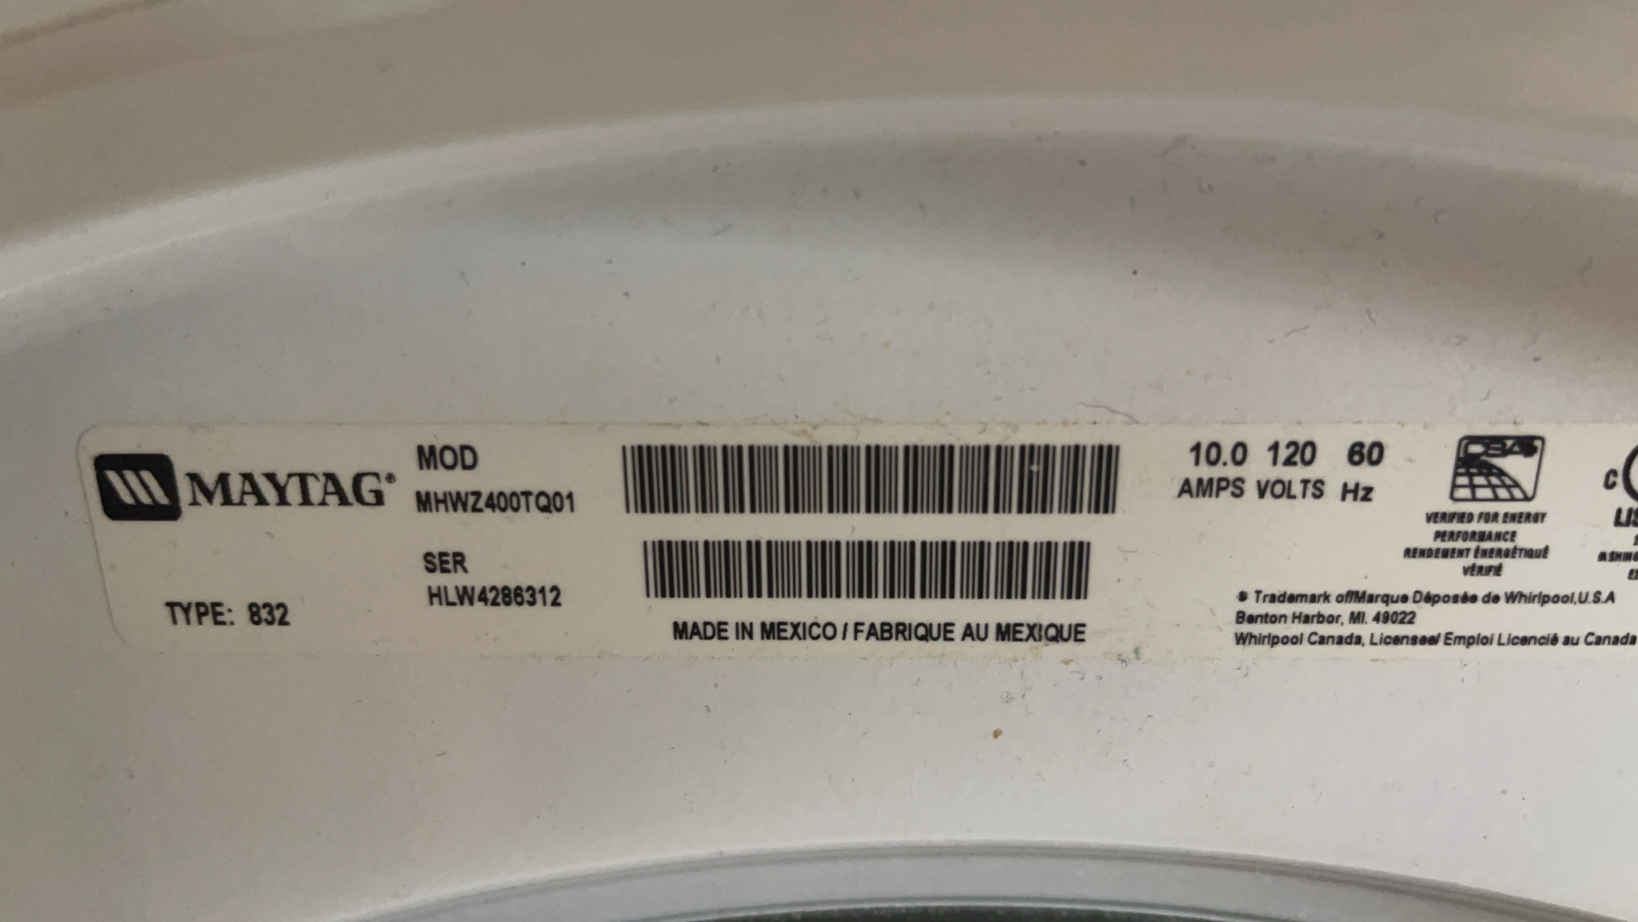 MAYTAG®
TYPE: 832
MOD
MHWZ400TQ01
SER
HLW4286312
MADE IN MEXICO / FABRIQUE AU MEXIQUE
10.0 120 60
AMPS VOLTS Hz
VERIFIED FOR ENERGY
PERFORMANCE
RENDEMENT ÉNERGÉTIQUE
VÉRIFIÉ
C
® Trademark of/Marque Déposée de Whirlpool,U.S.A
Benton Harbor, MI. 49022
Whirlpool Canada, Licensee/ Emploi Licencié au Canada